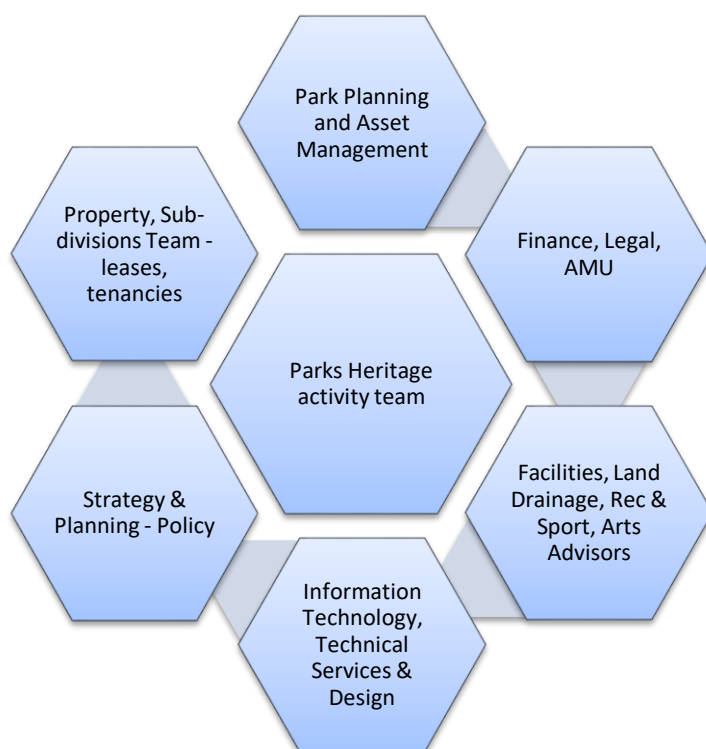 Park Planning
and Asset
Management
Property, Sub-
divisions Team -
leases,
tenancies
Finance, Legal,
AMU
Parks Heritage
activity team
Strategy &
Planning - Policy
Facilities, Land
Drainage, Rec &
Sport, Arts
Advisors
Information
Technology,
Technical
Services &
Design